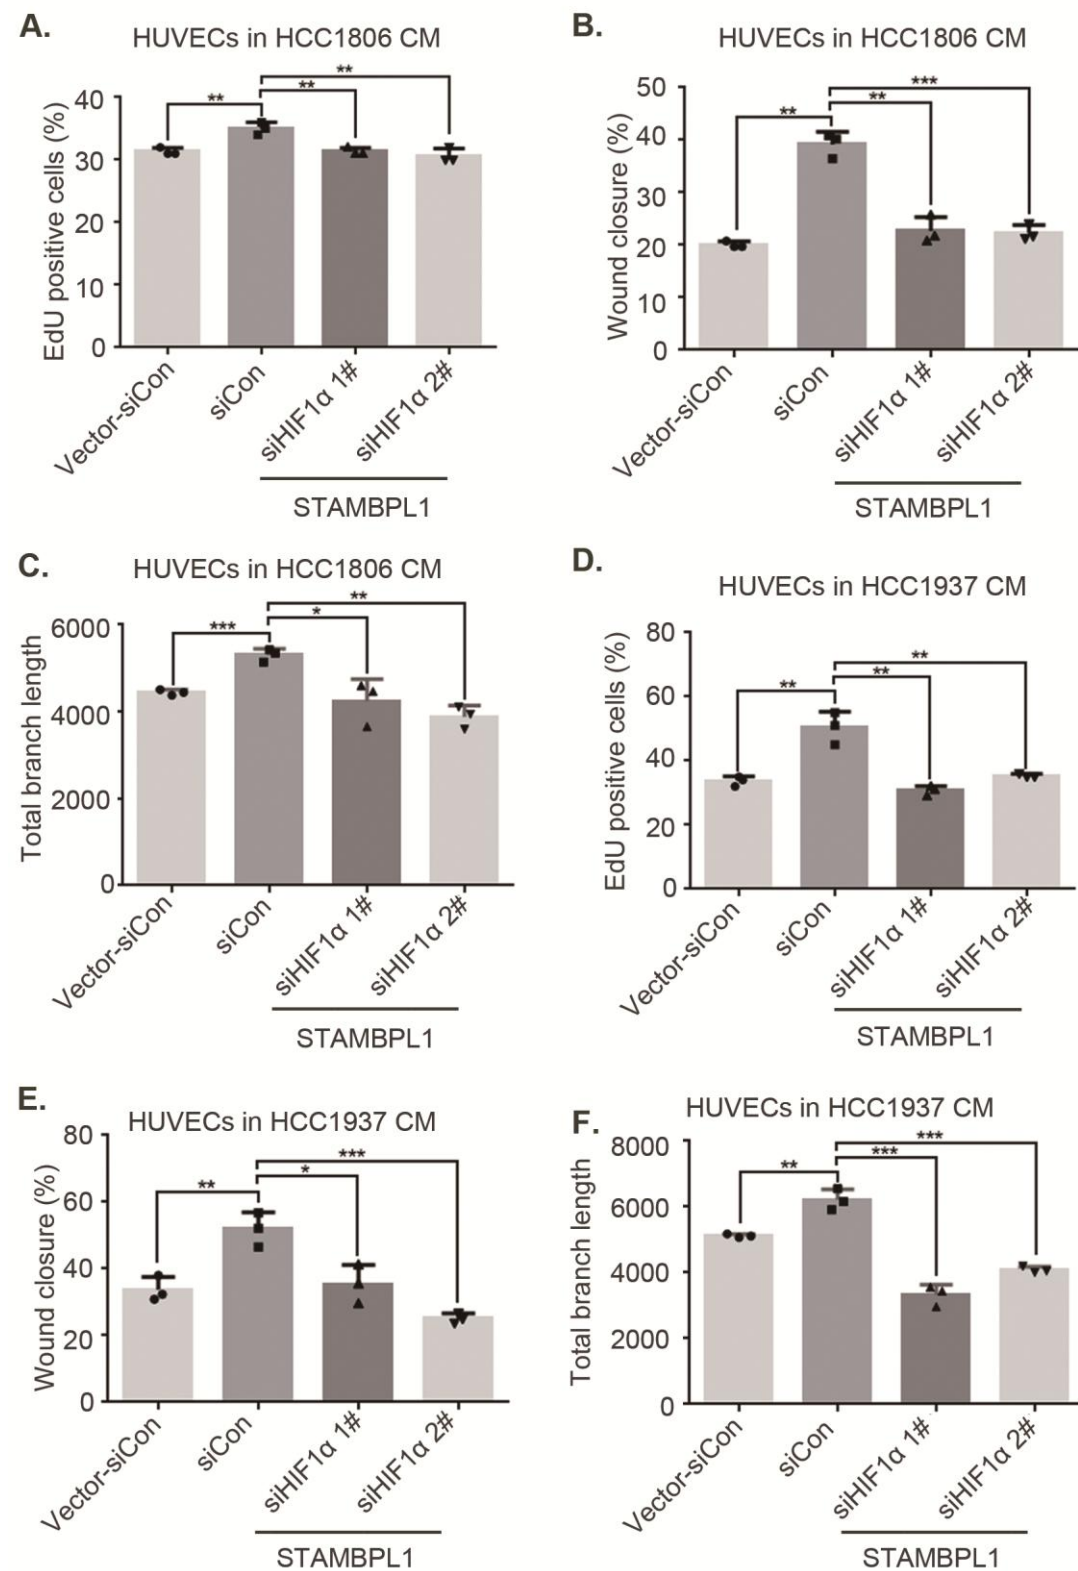 A.
HUVECs in HCC1806 CM
EdU positive cells (%)
40
30
20
10
0
**
**
**
Vector-siCon
siCon
siHIF1α 1#
siHIF1α 2#
STAMBPL1
B.
HUVECs in HCC1806 CM
Wound closure (%)
50
40
30
20
10
0
**
**
***
Vector-siCon
siCon
siHIF1α 1#
siHIF1α 2#
STAMBPL1
C.
HUVECs in HCC1806 CM
Total branch length
6000
4000
2000
0
***
*
**
Vector-siCon
siCon
siHIF1α 1#
siHIF1α 2#
STAMBPL1
D.
HUVECs in HCC1937 CM
EdU positive cells (%)
80
60
40
20
0
**
**
**
Vector-siCon
siCon
siHIF1α 1#
siHIF1α 2#
STAMBPL1
E.
HUVECs in HCC1937 CM
Wound closure (%)
80
60
40
20
0
**
*
***
Vector-siCon
siCon
siHIF1α 1#
siHIF1α 2#
STAMBPL1
F.
HUVECs in HCC1937 CM
Total branch length
8000
6000
4000
2000
0
**
***
***
Vector-siCon
siCon
siHIF1α 1#
siHIF1α 2#
STAMBPL1